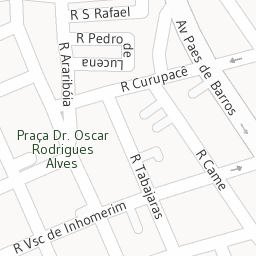 R S Rafael
R Pedro
de
Lucena
Av Paes de Barros
R Araribóia
R Curupacê
Praça Dr. Oscar
Rodrigues
Alves
R Tabajaras
R Came
R Vsc de Inhomerim